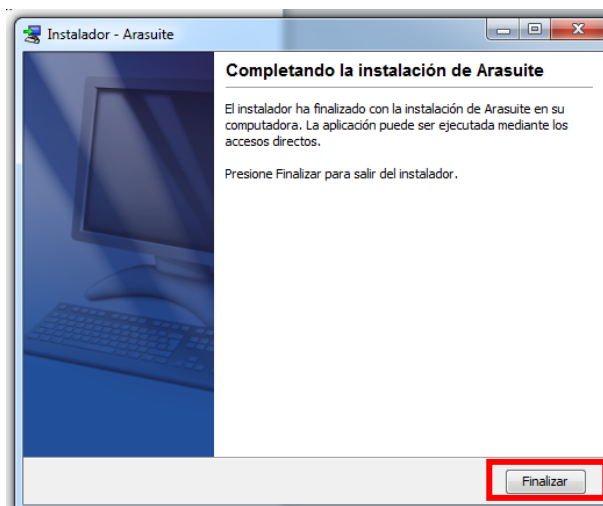 Instalador - Arasuite
Completando la instalación de Arasuite
El instalador ha finalizado con la instalación de Arasuite en su
computadora. La aplicación puede ser ejecutada mediante los
accesos directos.
Presione Finalizar para salir del instalador.
Finalizar